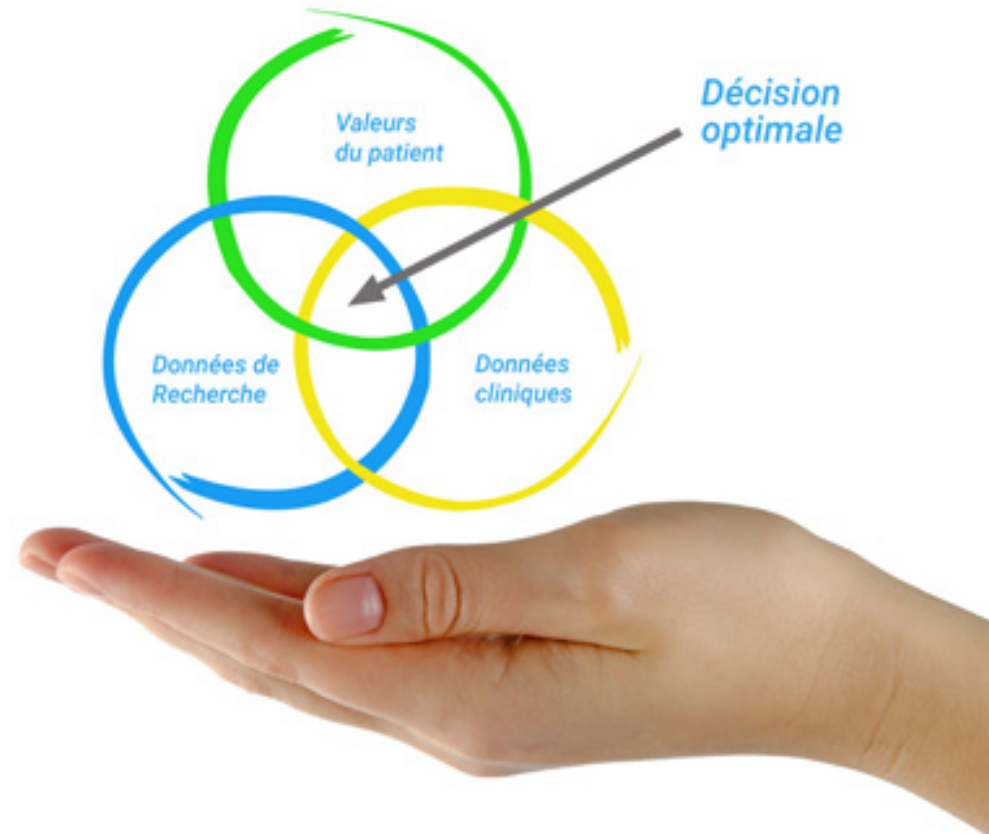 Valeurs
du patient
Décision
optimale
Données de
Recherche
Données
cliniques